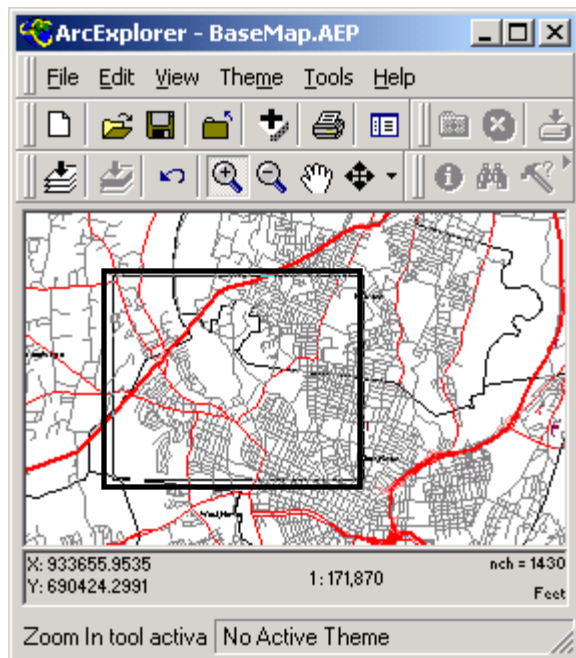 ArcExplorer - BaseMap.AEP
File Edit View Theme Tools Help
X: 933655.9535
Y: 690424.2991
1:171,870
nch = 1430
Feet
Zoom In tool activa
No Active Theme